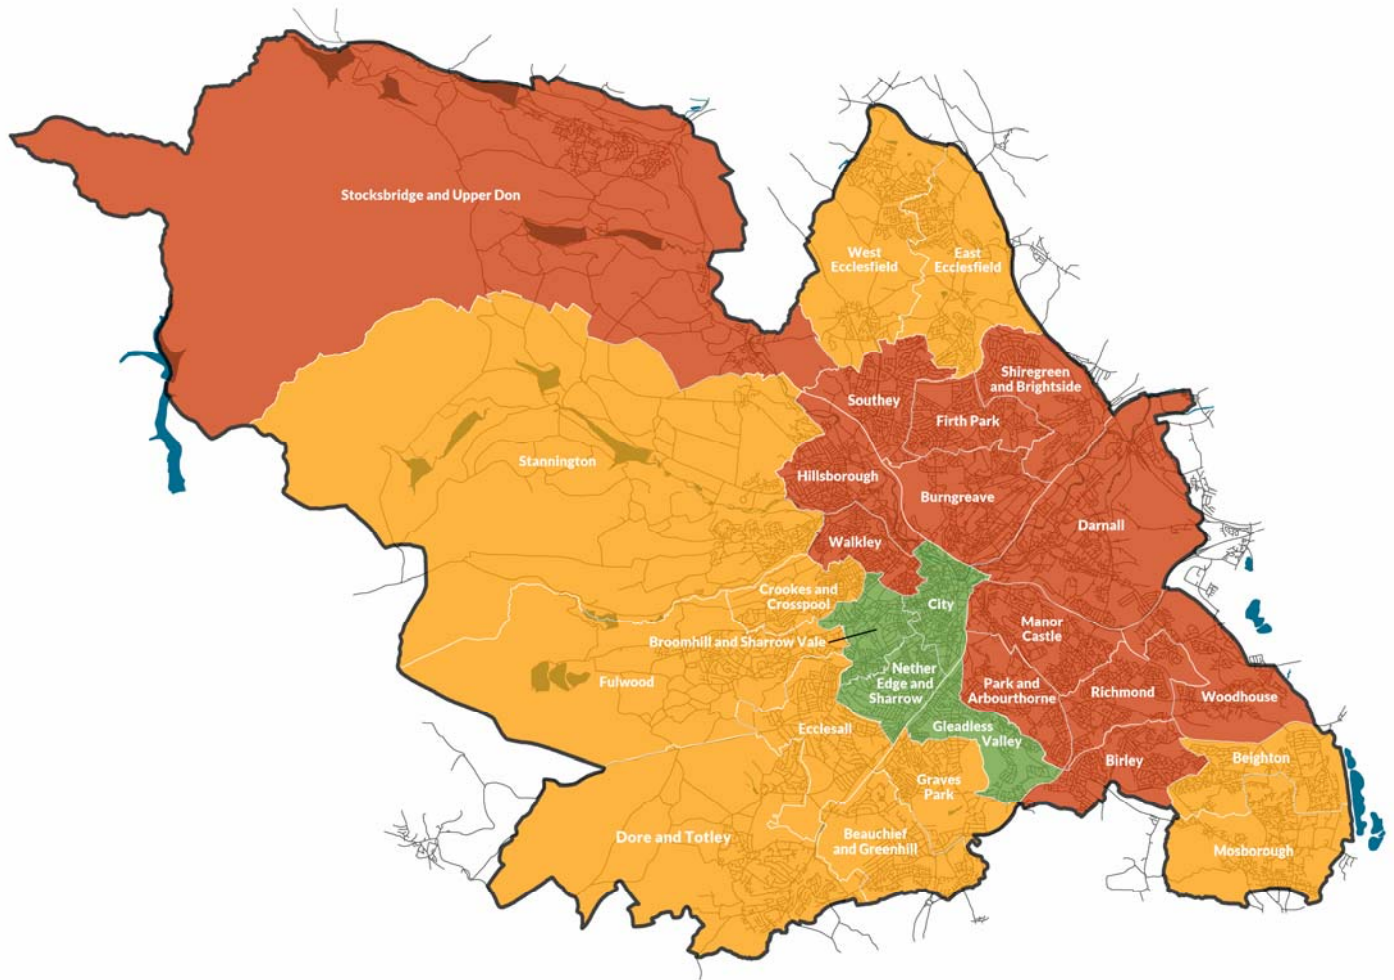 Stocksbridge and Upper Don
West
Ecclesfield
East
Ecclesfield
Shiregreen
and Brightside
Southey
Firth Park
Stannington
Hillsborough
Burngreave
Darnall
Walkley
Crookes and
Crosspool
City
Manor
Castle
Broomhill and Sharrow Vale
Fulwood
Nether
Edge and
Sharrow
Park and
Arbourthorne
Richmond
Woodhouse
Ecclesall
Gleadless
Valley
Birley
Beighton
Graves
Park
Dore and Totley
Beauchief
and Greenhill
Mosborough